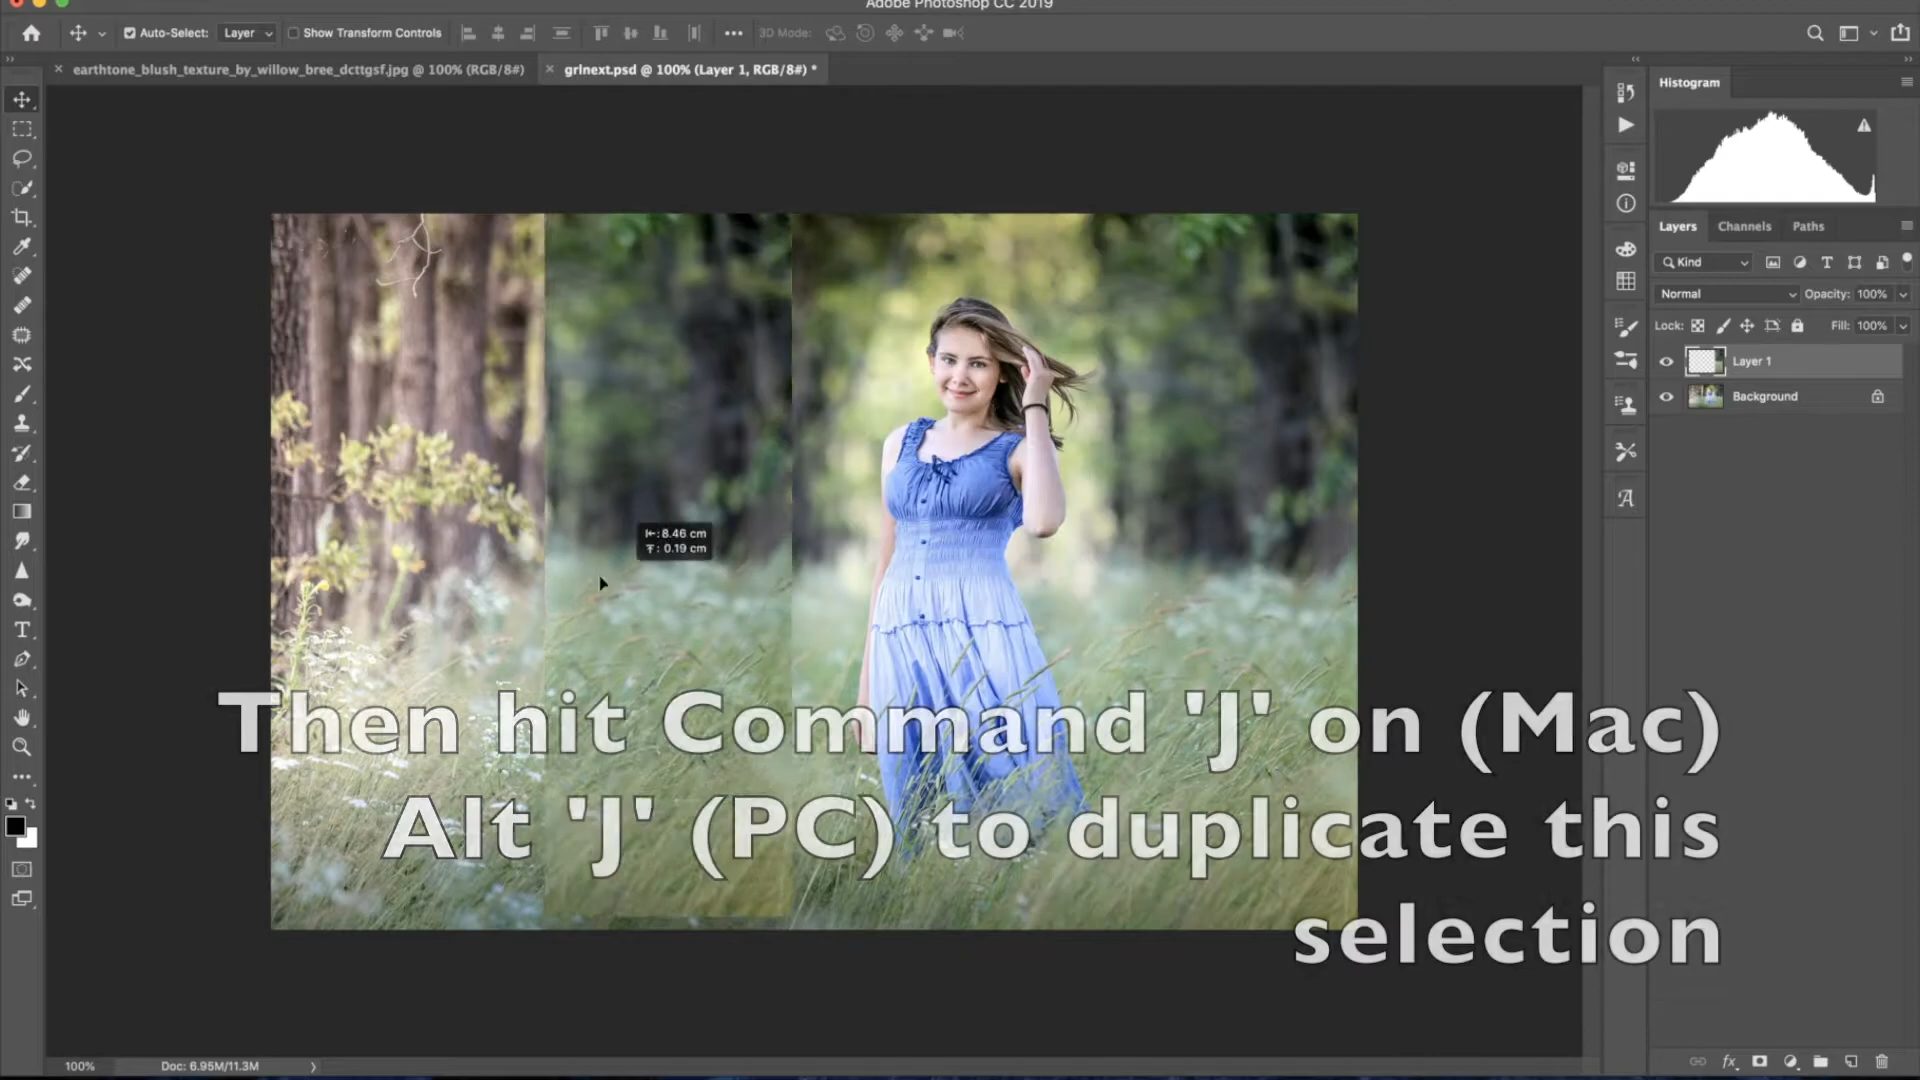 Adobe Photoshop CC 2019
Auto-Select: Layer Show Transform Controls 3D Mode:
earthtone_blush_texture_by_willow_bree_dcttgsf.jpg @ 100% (RGB/8#) grlnext.psd @ 100% (Layer 1, RGB/8#) *
Histogram
Layers Channels Paths
Kind
Normal Opacity: 100%
Lock: Fill: 100%
Layer 1
Background
8.46 cm
0.19 cm
Then hit Command 'J' on (Mac)
Alt 'J' (PC) to duplicate this
selection
100% Doc: 6.95M/11.3M